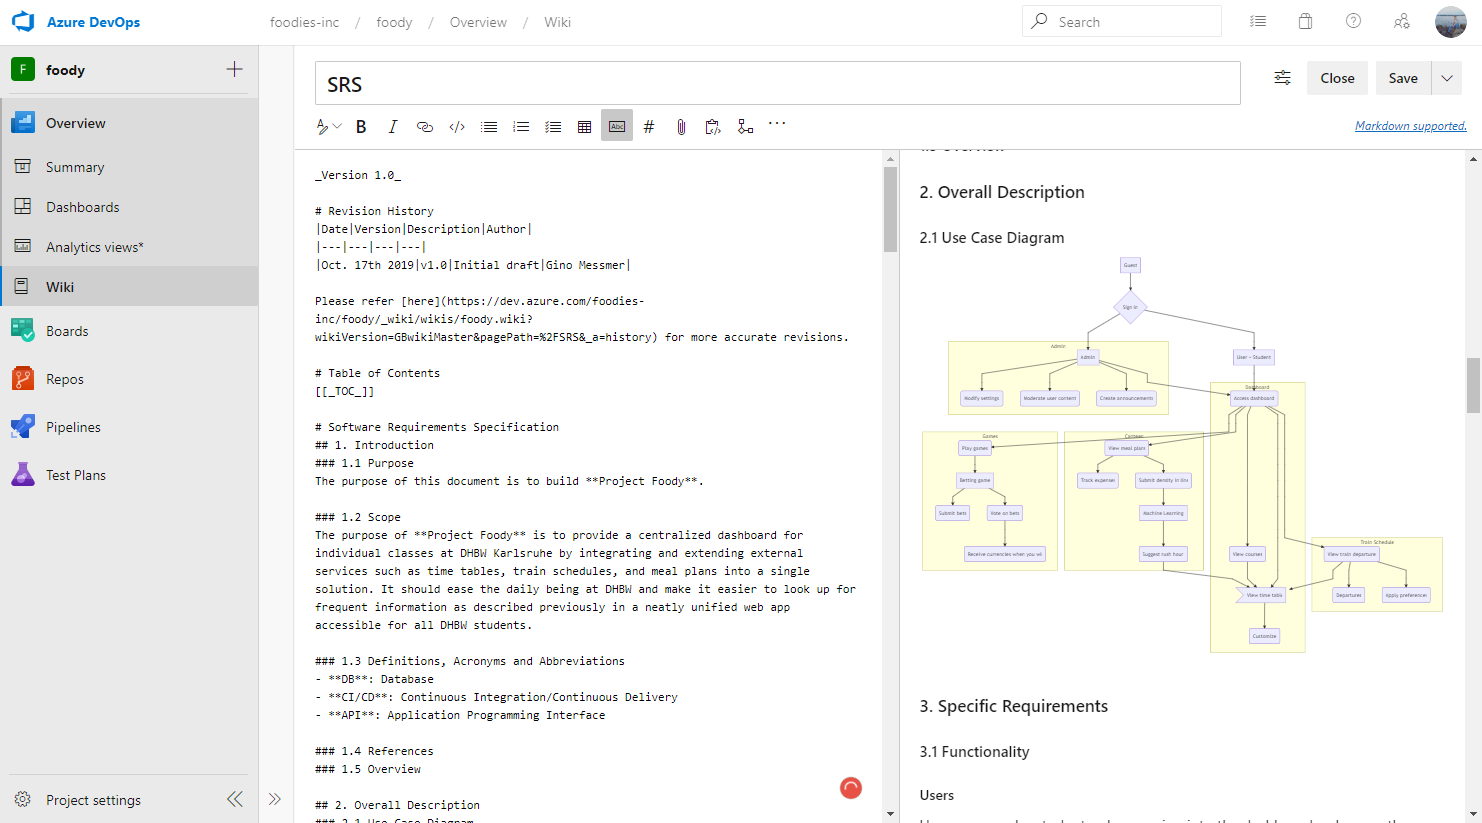 Azure DevOps
foodies-inc / foody / Overview / Wiki
Search
F foody
Overview
Summary
Dashboards
Analytics views*
Wiki
Boards
Repos
Pipelines
Test Plans
Project settings
SRS
Close
Save
B I </> Abc # ...
Markdown supported.
_Version 1.0_
# Revision History
|Date|Version|Description|Author|
|---|---|---|---|
|Oct. 17th 2019|v1.0|Initial draft|Gino Messmer|
Please refer [here](https://dev.azure.com/foodies-
inc/foody/_wiki/wikis/foody.wiki?
wikiVersion=GBwikiMaster&pagePath=%2FSRS&_a=history) for more accurate revisions.
# Table of Contents
[[_TOC_]]
# Software Requirements Specification
## 1. Introduction
### 1.1 Purpose
The purpose of this document is to build **Project Foody**.
### 1.2 Scope
The purpose of **Project Foody** is to provide a centralized dashboard for
individual classes at DHBW Karlsruhe by integrating and extending external
services such as time tables, train schedules, and meal plans into a single
solution. It should ease the daily being at DHBW and make it easier to look up for
frequent information as described previously in a neatly unified web app
accessible for all DHBW students.
### 1.3 Definitions, Acronyms and Abbreviations
- **DB**: Database
- **CI/CD**: Continuous Integration/Continuous Delivery
- **API**: Application Programming Interface
### 1.4 References
### 1.5 Overview
## 2. Overall Description
### 2.1 Use Case Diagram
2. Overall Description
2.1 Use Case Diagram
Guest
Sign in
Admin
Admin
User = Student
Modify settings
Moderate user content
Create announcements
Dashboard
Access dashboard
Games
Play games
Canteen
View meal plans
Betting game
Track expenses
Submit density in line
Submit bets
Vote on bets
Machine Learning
Receive currencies when you wi
Suggest rush hour
View courses
Train Schedule
View train departure
View time table
Departures
Apply preferences
Customize
3. Specific Requirements
3.1 Functionality
Users